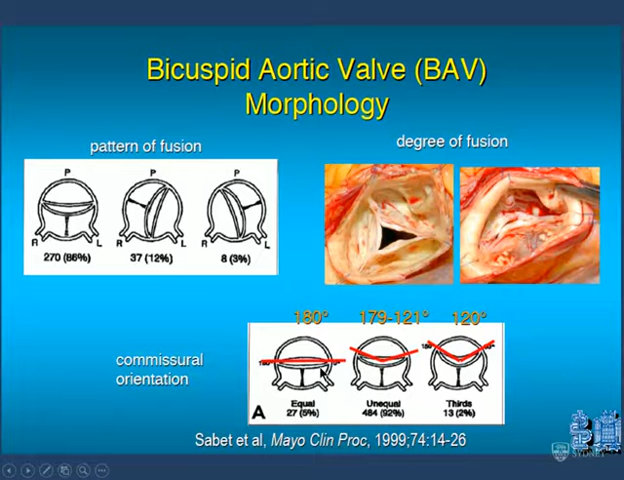 Bicuspid Aortic Valve (BAV)
Morphology
pattern of fusion
degree of fusion
P P P
R L R L R L
270 (86%) 37 (12%) 8 (3%)
180° 179-121° 120°
commissural
orientation
Equal Unequal Thirds
A 27 (5%) 484 (92%) 13 (2%)
Sabet et al, Mayo Clin Proc, 1999;74:14-26
SYDNEY